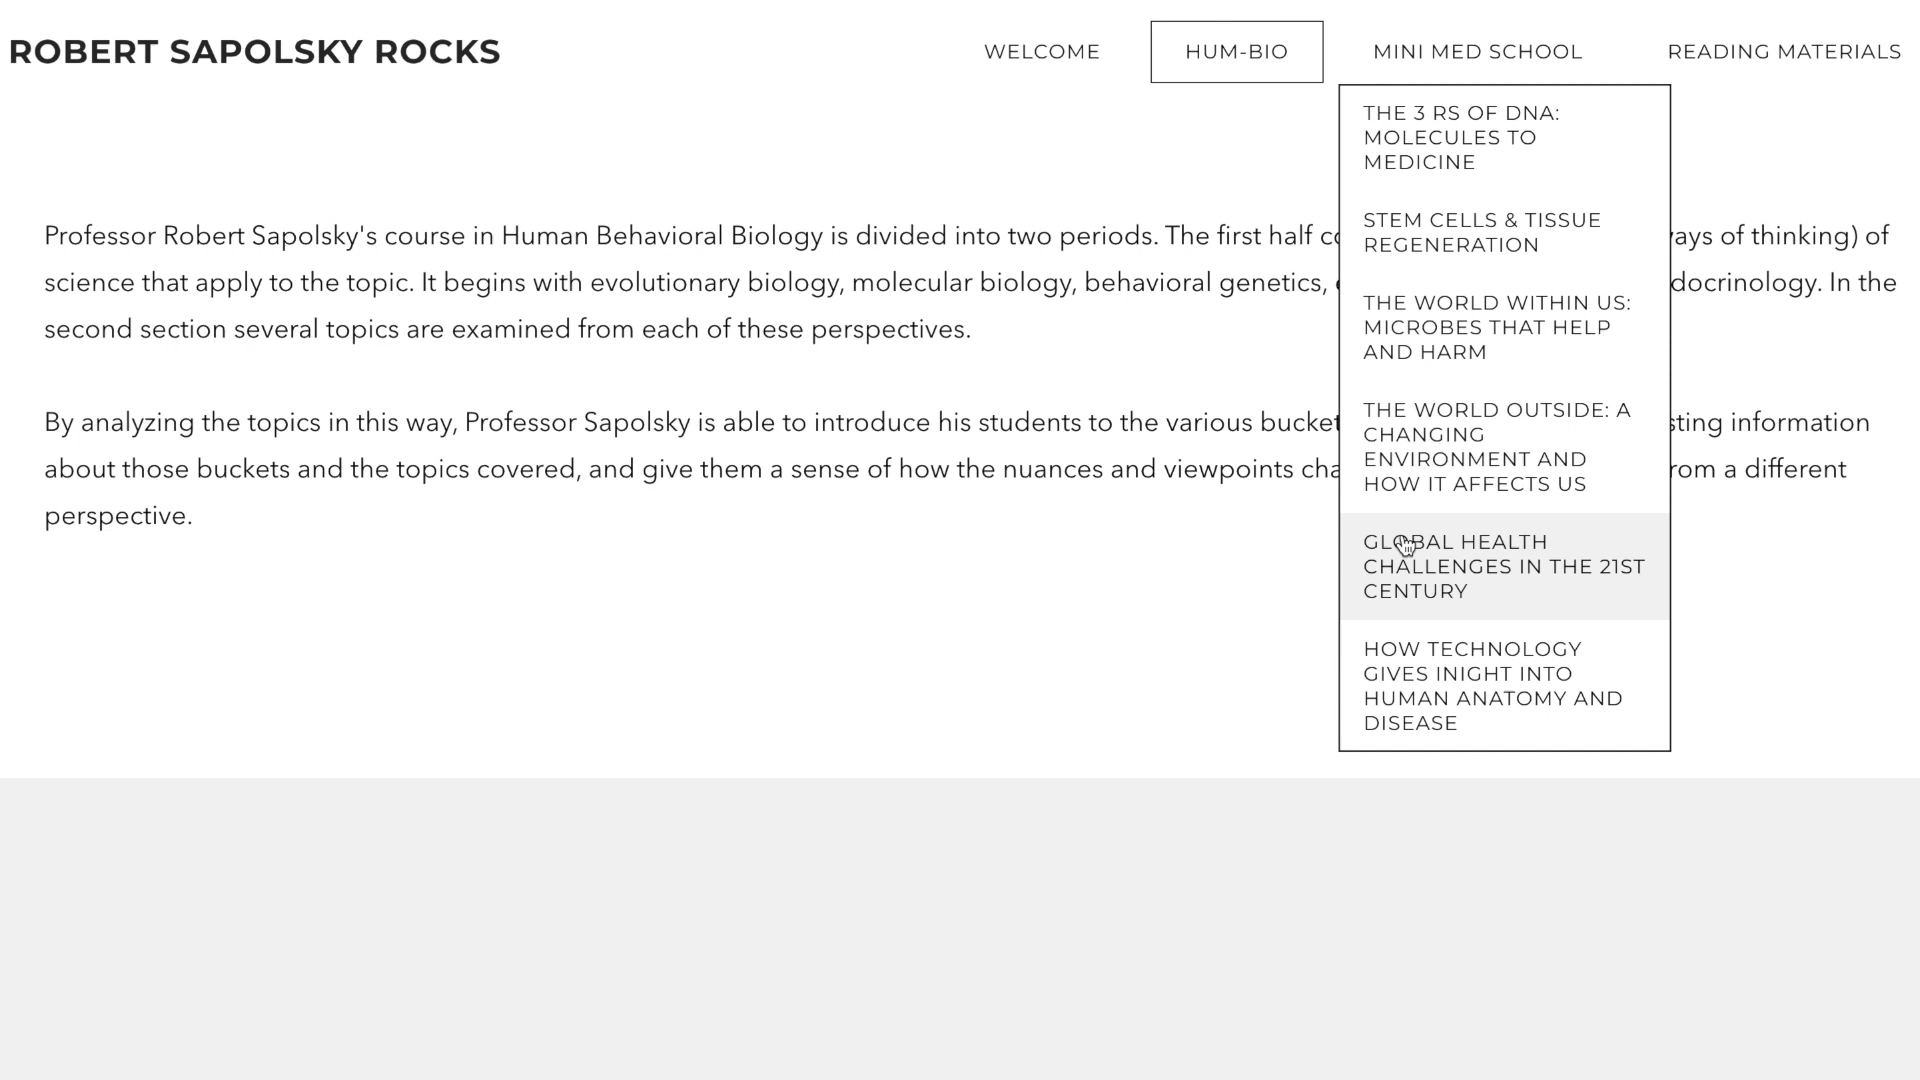 ROBERT SAPOLSKY ROCKS
WELCOME
HUM-BIO
MINI MED SCHOOL
READING MATERIALS
THE 3 RS OF DNA:
MOLECULES TO
MEDICINE
STEM CELLS & TISSUE
REGENERATION
THE WORLD WITHIN US:
MICROBES THAT HELP
AND HARM
THE WORLD OUTSIDE: A
CHANGING
ENVIRONMENT AND
HOW IT AFFECTS US
GLOBAL HEALTH
CHALLENGES IN THE 21ST
CENTURY
HOW TECHNOLOGY
GIVES INIGHT INTO
HUMAN ANATOMY AND
DISEASE
Professor Robert Sapolsky's course in Human Behavioral Biology is divided into two periods. The first half of thinking) of
science that apply to the topic. It begins with evolutionary biology, molecular biology, behavioral genetics, In the
second section several topics are examined from each of these perspectives.
By analyzing the topics in this way, Professor Sapolsky is able to introduce his students to the various information
about those buckets and the topics covered, and give them a sense of how the nuances and viewpoints a different
perspective.